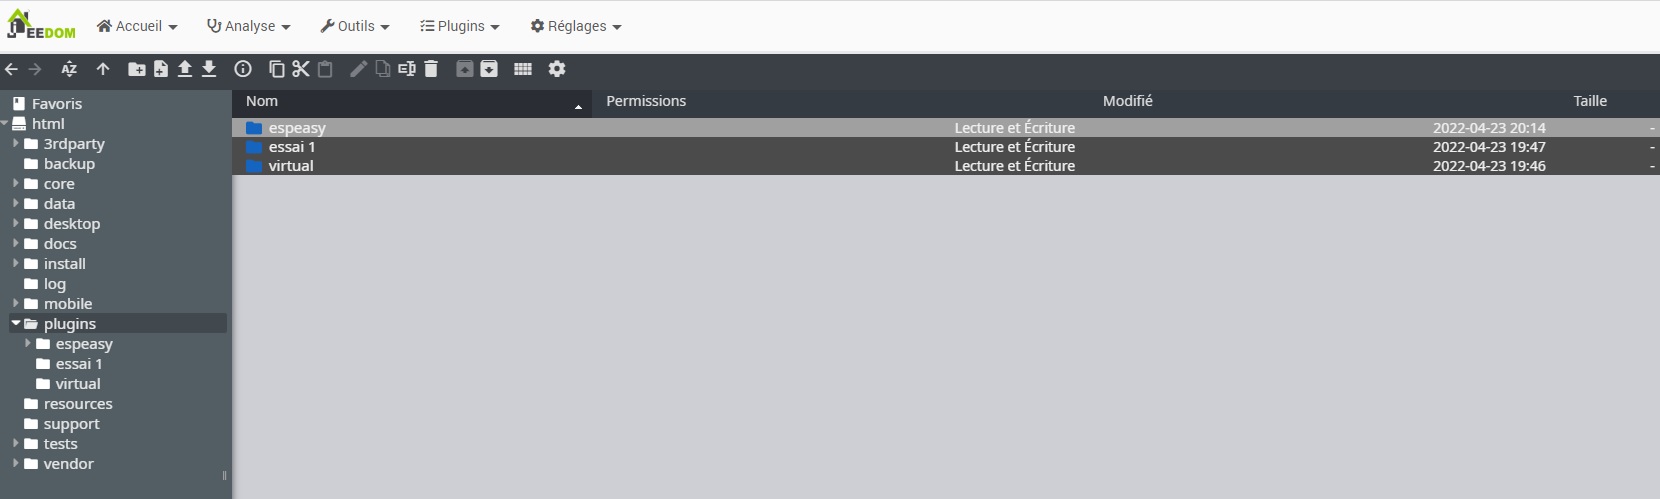 JEEDOM Accueil Analyse Outils Plugins Réglages
AZ
Nom Permissions Modifié Taille
espeasy Lecture et Écriture 2022-04-23 20:14 -
essai 1 Lecture et Écriture 2022-04-23 19:47 -
virtual Lecture et Écriture 2022-04-23 19:46 -
Favoris
html
3rdparty
backup
core
data
desktop
docs
install
log
mobile
plugins
espeasy
essai 1
virtual
resources
support
tests
vendor